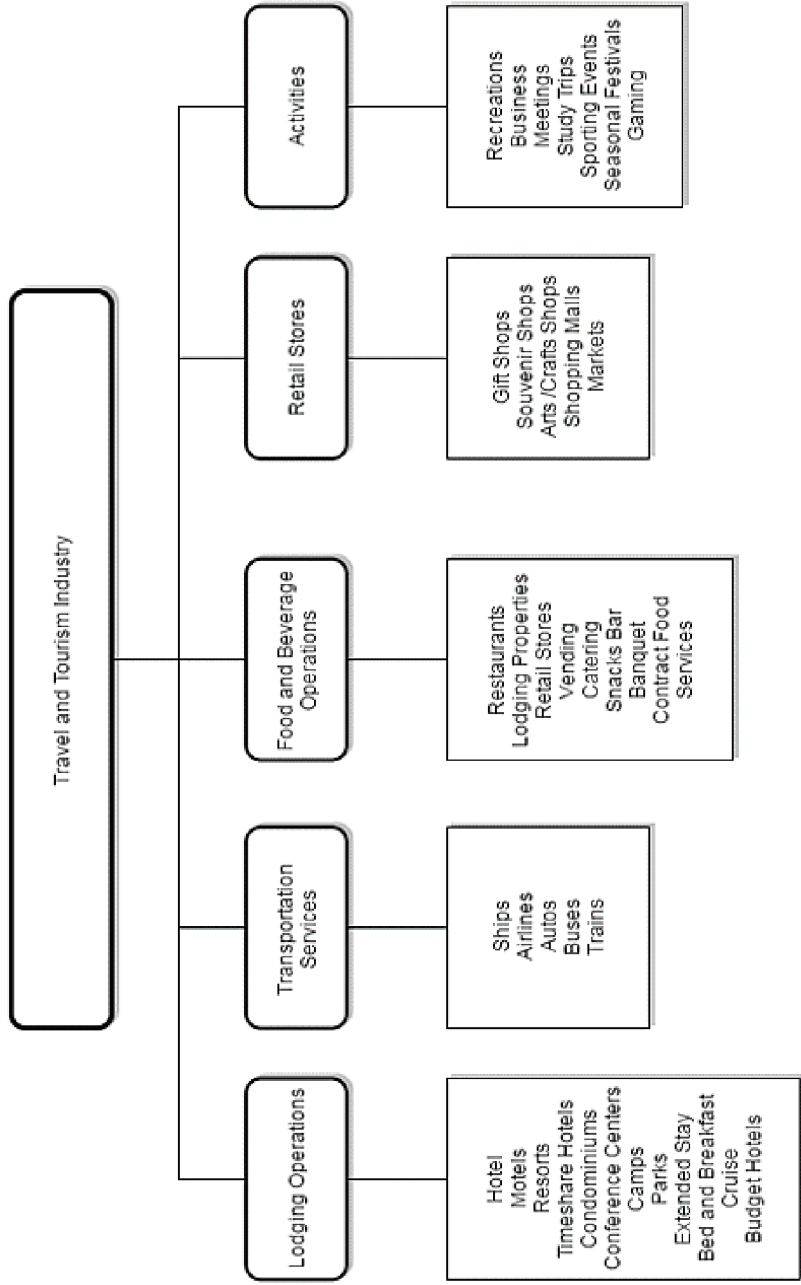 Travel and Tourism Industry
Lodging Operations
Transportation
Services
Food and Beverage
Operations
Retail Stores
Activities
Hotel
Motels
Resorts
Timeshare Hotels
Condominiums
Conference Centers
Camps
Parks
Extended Stay
Bed and Breakfast
Cruise
Budget Hotels
Ships
Airlines
Autos
Buses
Trains
Restaurants
Lodging Properties
Retail Stores
Vending
Catering
Snacks Bar
Banquet
Contract Food
Services
Gift Shops
Souvenir Shops
Arts /Crafts Shops
Shopping Malls
Markets
Recreations
Business
Meetings
Study Trips
Sporting Events
Seasonal Festivals
Gaming